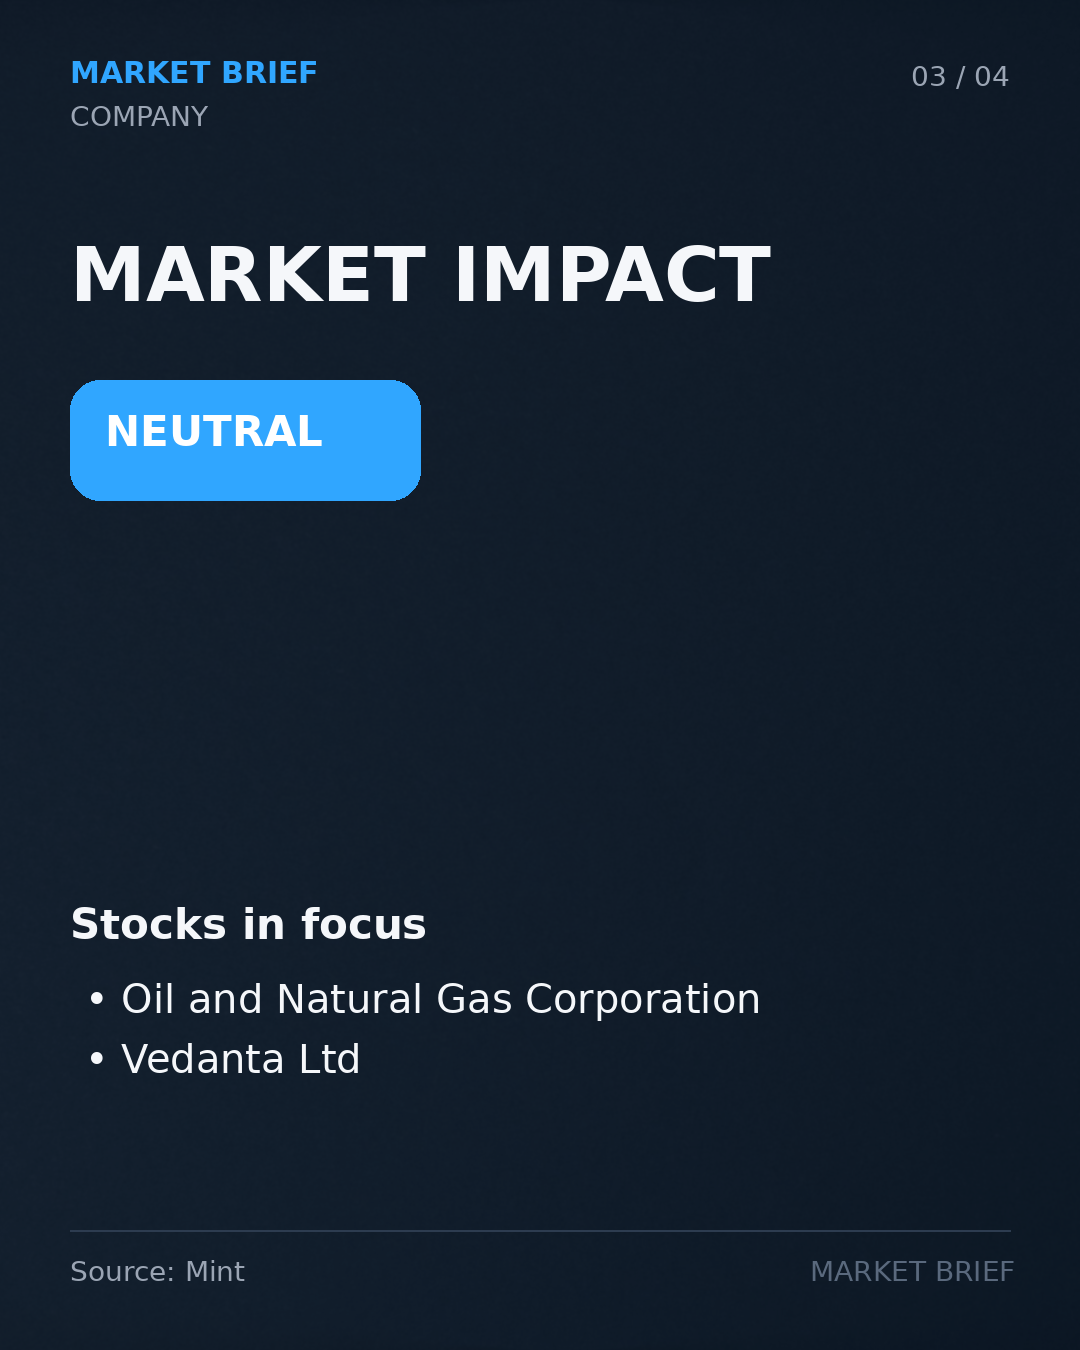 MARKET BRIEF
03 / 04
COMPANY
MARKET IMPACT
NEUTRAL
Stocks in focus
• Oil and Natural Gas Corporation
• Vedanta Ltd
Source: Mint
MARKET BRIEF